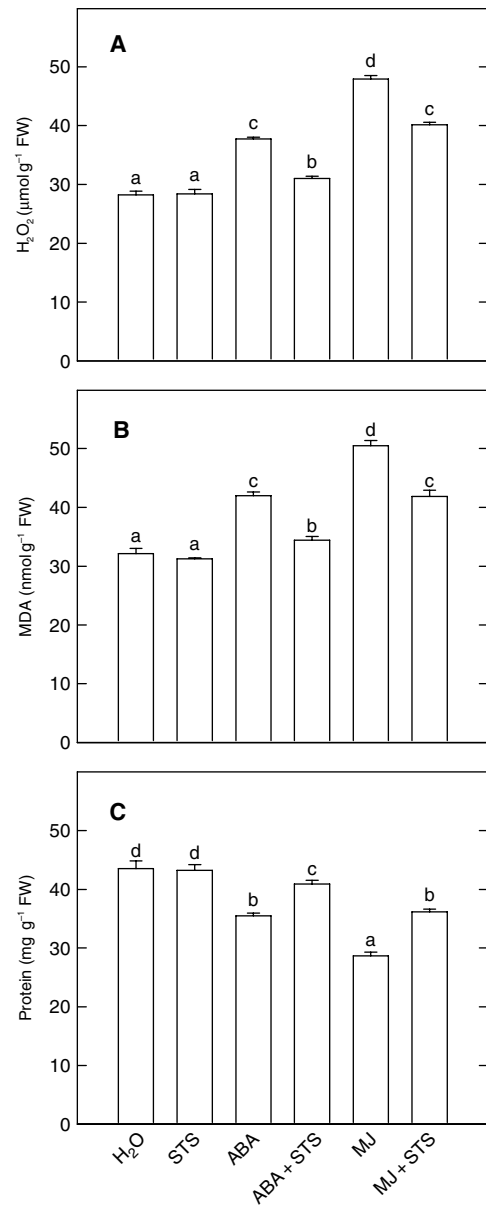 A
H₂O₂ (μmol g⁻¹ FW)
50
40
30
20
10
0
a
a
c
b
d
c
B
MDA (nmol g⁻¹ FW)
50
40
30
20
10
0
a
a
c
b
d
c
C
Protein (mg g⁻¹ FW)
50
40
30
20
10
0
d
d
b
c
a
b
H₂O
STS
ABA
ABA + STS
MJ
MJ + STS